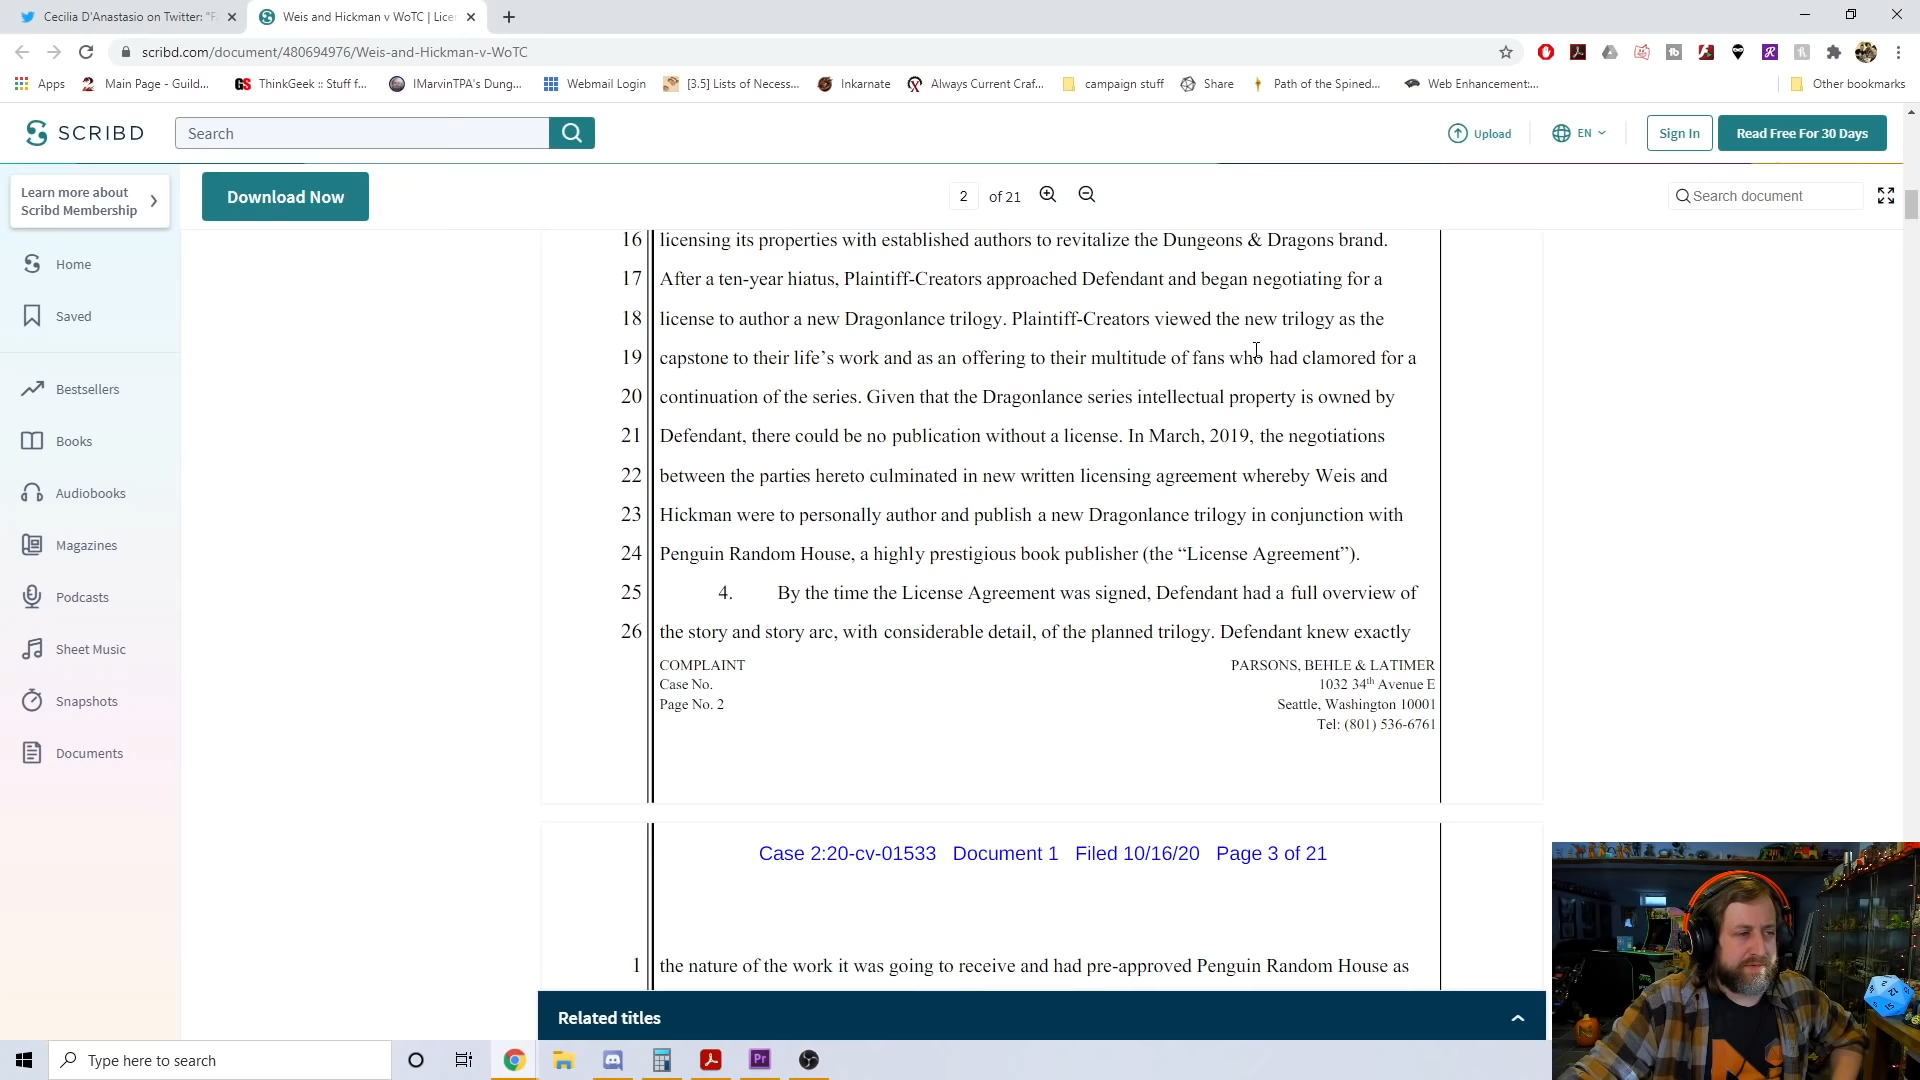 Cecilia D'Anastasio on Twitter: "F
Weis and Hickman v WoTC | Lice
scribd.com/document/480694976/Weis-and-Hickman-v-WoTC
Apps
Main Page - Guild...
GS
ThinkGeek :: Stuff f...
IMarvinTPA's Dung...
Webmail Login
[3.5] Lists of Necess...
Inkarnate
Always Current Craf...
campaign stuff
Share
Path of the Spined...
Web Enhancement:...
Other bookmarks
SCRIBD
Search
Upload
EN
Sign In
Read Free For 30 Days
Learn more about
Scribd Membership
Download Now
2 of 21
Search document
Home
Saved
Bestsellers
Books
Audiobooks
Magazines
Podcasts
Sheet Music
Snapshots
Documents
16 licensing its properties with established authors to revitalize the Dungeons & Dragons brand.
17 After a ten-year hiatus, Plaintiff-Creators approached Defendant and began negotiating for a
18 license to author a new Dragonlance trilogy. Plaintiff-Creators viewed the new trilogy as the
19 capstone to their life's work and as an offering to their multitude of fans who had clamored for a
20 continuation of the series. Given that the Dragonlance series intellectual property is owned by
21 Defendant, there could be no publication without a license. In March, 2019, the negotiations
22 between the parties hereto culminated in new written licensing agreement whereby Weis and
23 Hickman were to personally author and publish a new Dragonlance trilogy in conjunction with
24 Penguin Random House, a highly prestigious book publisher (the “License Agreement”).
25 4. By the time the License Agreement was signed, Defendant had a full overview of
26 the story and story arc, with considerable detail, of the planned trilogy. Defendant knew exactly
COMPLAINT
Case No.
Page No. 2
PARSONS, BEHLE & LATIMER
1032 34th Avenue E
Seattle, Washington 10001
Tel: (801) 536-6761
Case 2:20-cv-01533 Document 1 Filed 10/16/20 Page 3 of 21
1 the nature of the work it was going to receive and had pre-approved Penguin Random House as
Related titles
Type here to search
Pr